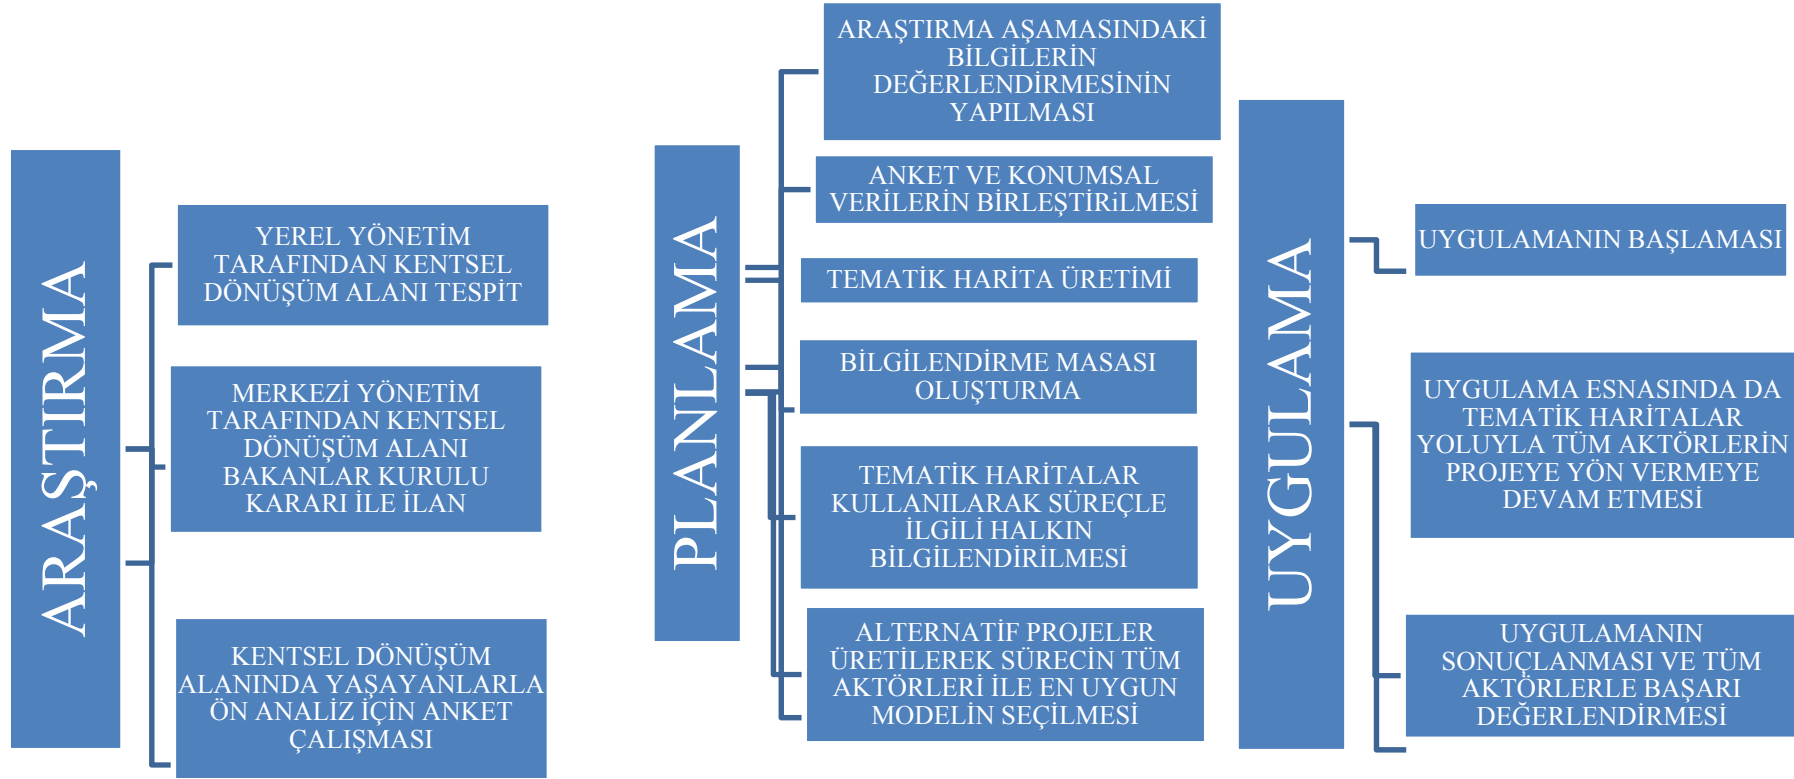 ARAŞTIRMA
YEREL YÖNETİM
TARAFINDAN KENTSEL
DÖNÜŞÜM ALANI TESPİT
MERKEZİ YÖNETİM
TARAFINDAN KENTSEL
DÖNÜŞÜM ALANI
BAKANLAR KURULU
KARARI İLE İLAN
KENTSEL DÖNÜŞÜM
ALANINDA YAŞAYANLARLA
ÖN ANALİZ İÇİN ANKET
ÇALIŞMASI
PLANLAMA
ARAŞTIRMA AŞAMASINDAKİ
BİLGİLERİN
DEĞERLENDİRMESİNİN
YAPILMASI
ANKET VE KONUMSAL
VERİLERİN BİRLEŞTİRiLMESİ
TEMATİK HARİTA ÜRETİMİ
BİLGİLENDİRME MASASI
OLUŞTURMA
TEMATİK HARİTALAR
KULLANILARAK SÜREÇLE
İLGİLİ HALKIN
BİLGİLENDİRİLMESİ
ALTERNATİF PROJELER
ÜRETİLEREK SÜRECİN TÜM
AKTÖRLERİ İLE EN UYGUN
MODELİN SEÇİLMESİ
UYGULAMA
UYGULAMANIN BAŞLAMASI
UYGULAMA ESNASINDA DA
TEMATİK HARİTALAR
YOLUYLA TÜM AKTÖRLERİN
PROJEYE YÖN VERMEYE
DEVAM ETMESİ
UYGULAMANIN
SONUÇLANMASI VE TÜM
AKTÖRLERLE BAŞARI
DEĞERLENDİRMESİ